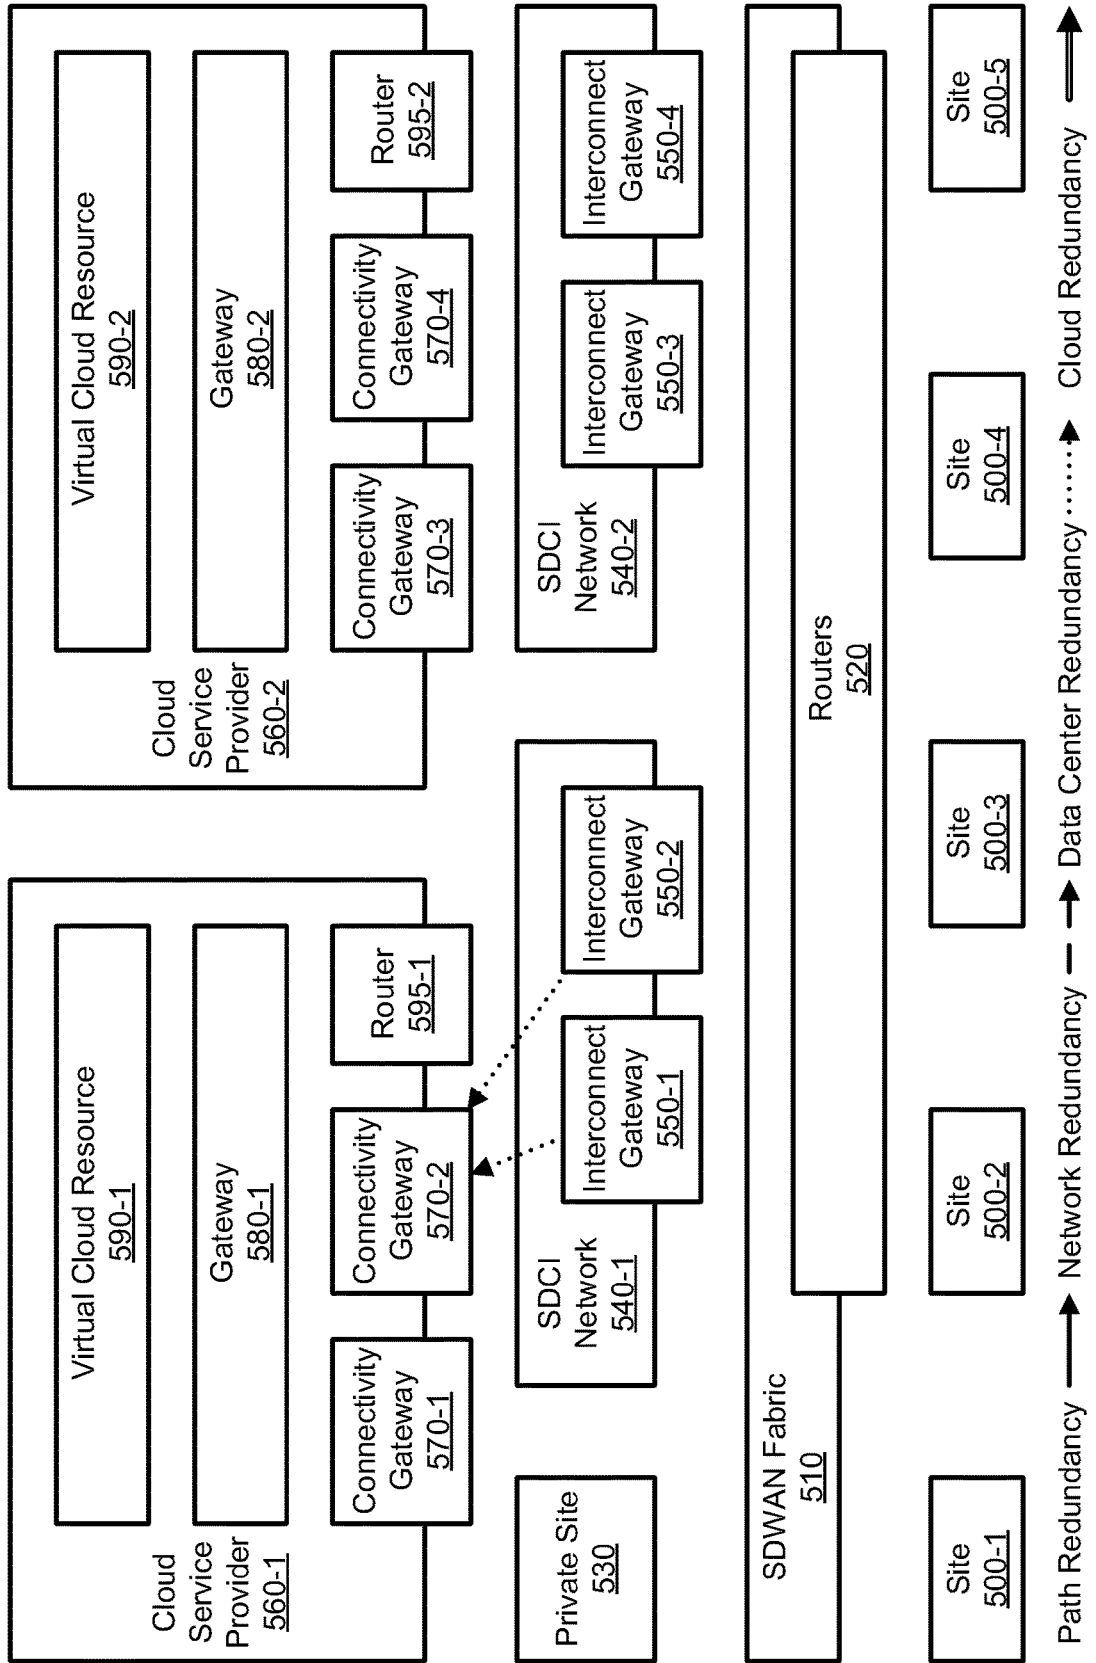 Cloud
Service
Provider
560-1
Virtual Cloud Resource
590-1
Gateway
580-1
Connectivity
Gateway
570-1
Connectivity
Gateway
570-2
Router
595-1
Cloud
Service
Provider
560-2
Virtual Cloud Resource
590-2
Gateway
580-2
Connectivity
Gateway
570-3
Connectivity
Gateway
570-4
Router
595-2
Private Site
530
SDCI
Network
540-1
Interconnect
Gateway
550-1
Interconnect
Gateway
550-2
SDCI
Network
540-2
Interconnect
Gateway
550-3
Interconnect
Gateway
550-4
SDWAN Fabric
510
Routers
520
Site
500-1
Site
500-2
Site
500-3
Site
500-4
Site
500-5
Path Redundancy
Network Redundancy
Data Center Redundancy
Cloud Redundancy